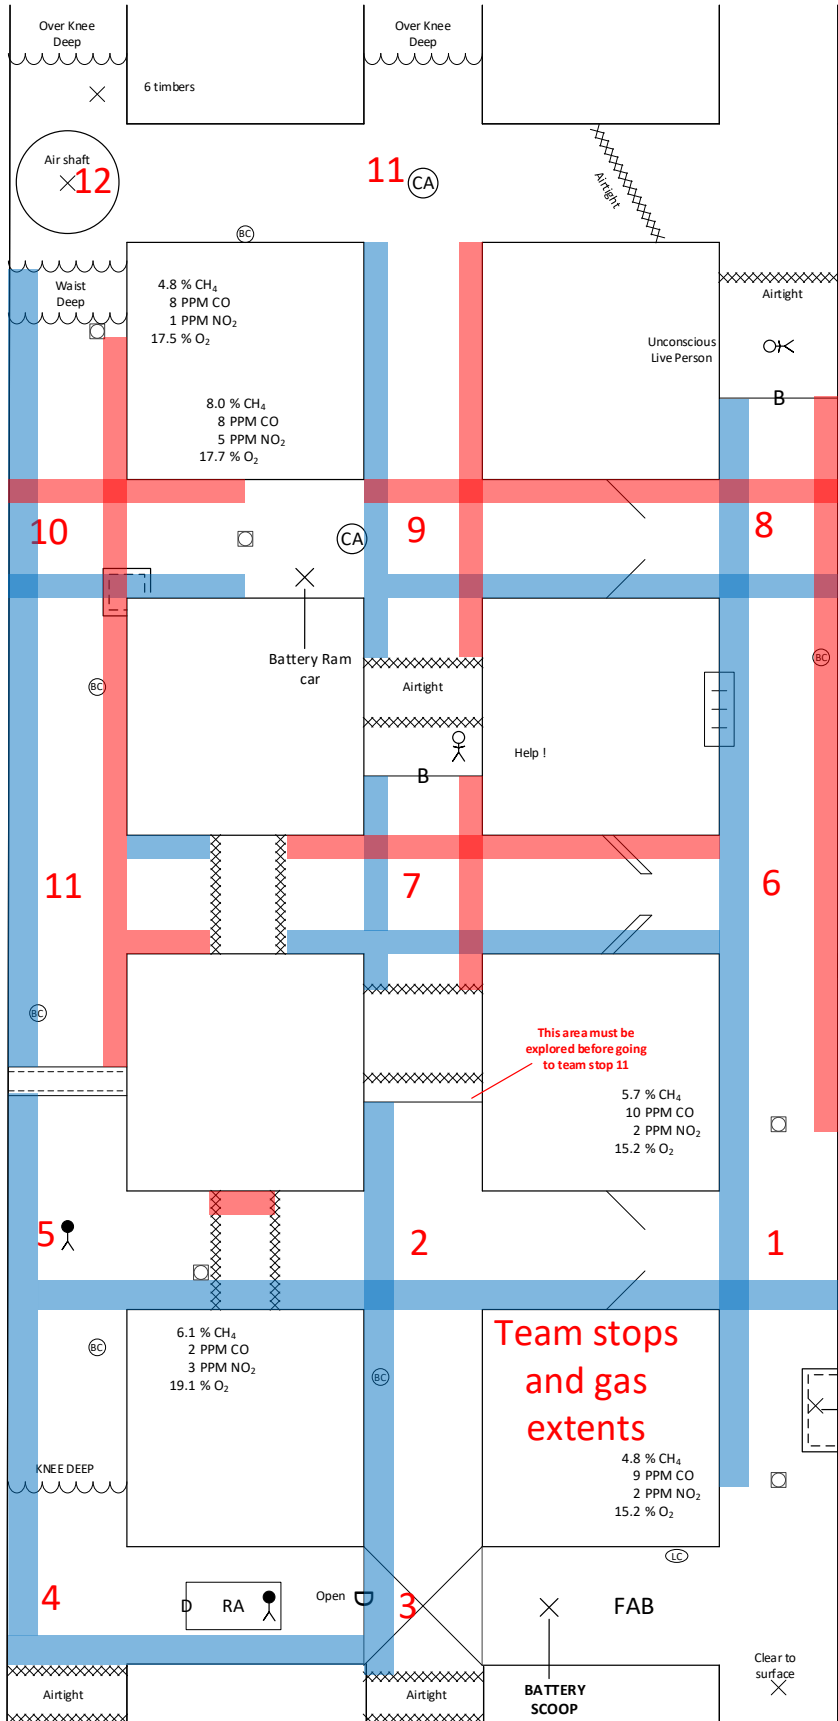 Over Knee
Deep
Over Knee
Deep
6 timbers
Air shaft
12
11
CA
Airtight
BC
Waist
Deep
4.8 % CH₄
8 PPM CO
1 PPM NO₂
17.5 % O₂
Airtight
Unconscious
Live Person
B
8.0 % CH₄
8 PPM CO
5 PPM NO₂
17.7 % O₂
10
CA
9
8
Battery Ram
car
BC
Airtight
BC
Help !
B
11
7
6
BC
This area must be
explored before going
to team stop 11
5.7 % CH₄
10 PPM CO
2 PPM NO₂
15.2 % O₂
5
2
1
6.1 % CH₄
2 PPM CO
3 PPM NO₂
19.1 % O₂
BC
BC
Team stops
and gas
extents
KNEE DEEP
4.8 % CH₄
9 PPM CO
2 PPM NO₂
15.2 % O₂
LC
4
D
RA
Open
D
3
FAB
Airtight
Airtight
BATTERY
SCOOP
Clear to
surface